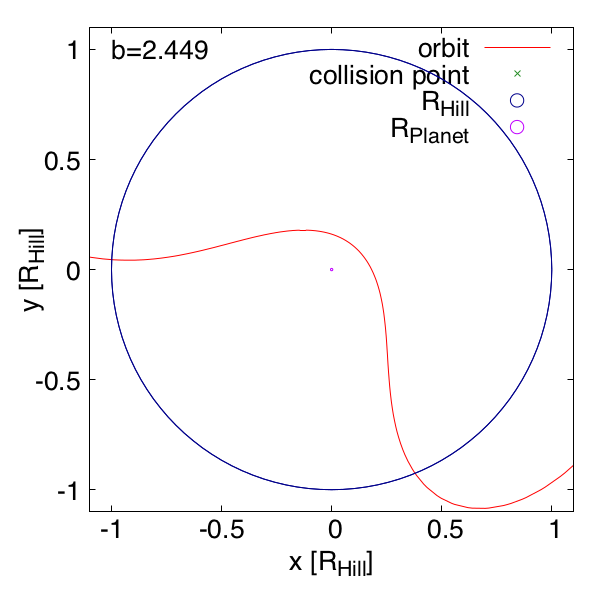 b=2.449
orbit
collision point
R_Hill
R_Planet
1
0.5
0
-0.5
-1
y [R_Hill]
-1 -0.5 0 0.5 1
x [R_Hill]